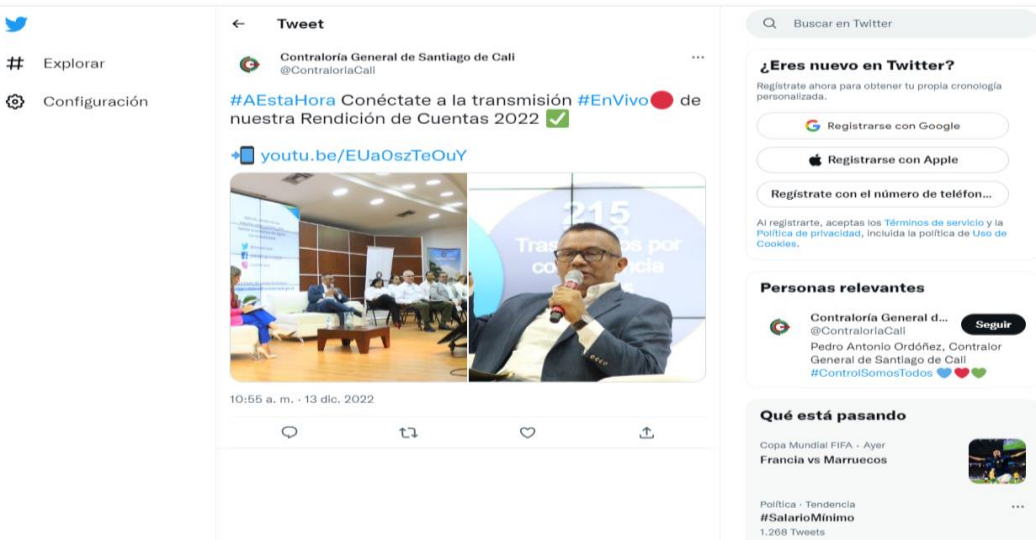 Explorar
Configuración
Tweet
Contraloría General de Santiago de Cali
@ContraloriaCali
#AEstaHora Conéctate a la transmisión #EnVivo🔴 de
nuestra Rendición de Cuentas 2022 ✅
📲 youtu.be/EUa0szTeOuY
215
10:55 a. m. · 13 dic. 2022
Buscar en Twitter
¿Eres nuevo en Twitter?
Regístrate ahora para obtener tu propia cronología
personalizada.
Registrarse con Google
Registrarse con Apple
Regístrate con el número de teléfon...
Al registrarte, aceptas los Términos de servicio y la
Política de privacidad, incluida la política de Uso de
Cookies.
Personas relevantes
Contraloría General d...
@ContraloriaCali
Seguir
Pedro Antonio Ordóñez, Contralor
General de Santiago de Cali
#ControlSomosTodos 💙❤️💚
Qué está pasando
Copa Mundial FIFA · Ayer
Francia vs Marruecos
Política · Tendencia
#SalarioMínimo
1.268 Tweets